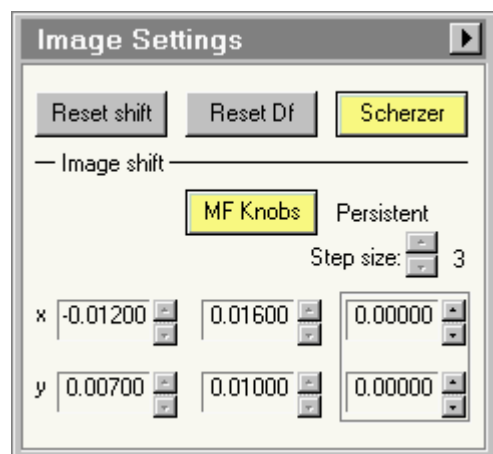 Image Settings
Reset shift Reset Df Scherzer
Image shift
MF Knobs Persistent
Step size: 3
x -0.01200 0.01600 0.00000
y 0.00700 0.01000 0.00000